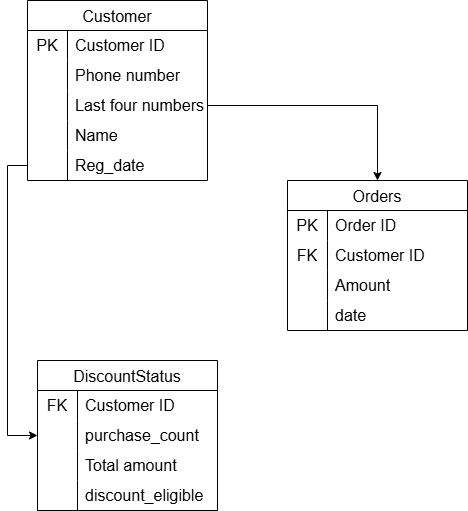 Customer
PK Customer ID
Phone number
Last four numbers
Name
Reg_date
Orders
PK Order ID
FK Customer ID
Amount
date
DiscountStatus
FK Customer ID
purchase_count
Total amount
discount_eligible